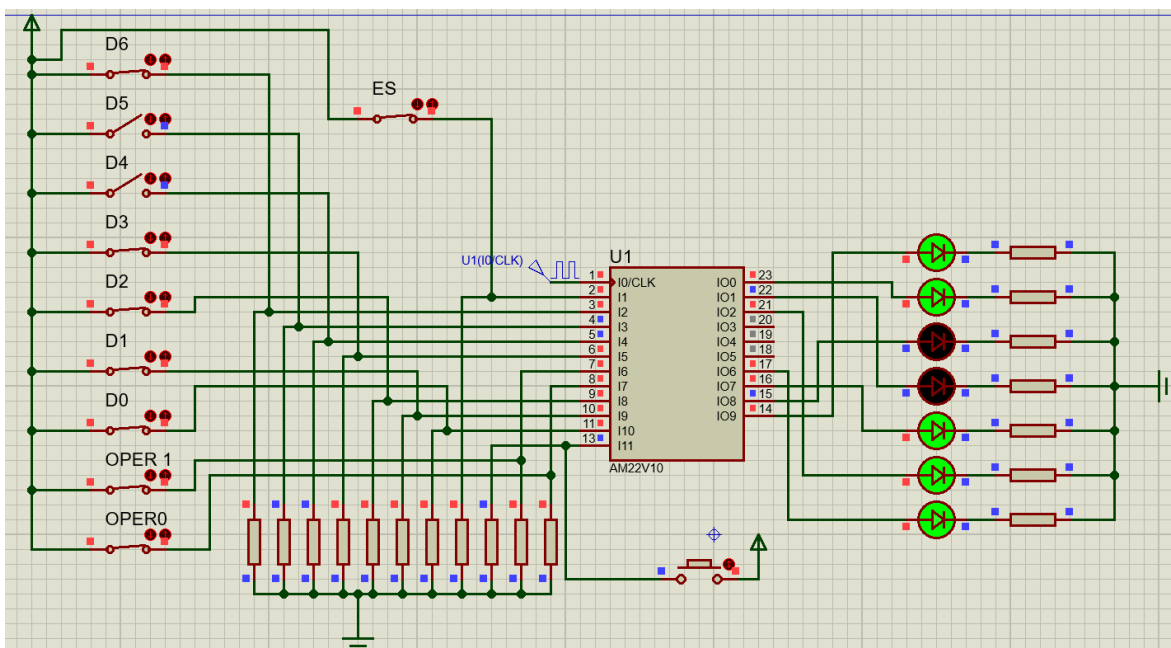 D6
ES
D5
D4
D3
D2
D1
D0
OPER 1
OPER0
U1(I0/CLK)
U1
1 I0/CLK IO0 23
2 I1 IO1 22
3 I2 IO2 21
4 I3 IO3 20
5 I4 IO4 19
6 I5 IO5 18
7 I6 IO6 17
8 I7 IO7 16
9 I8 IO8 15
10 I9 IO9 14
11 I10
13 I11
AM22V10